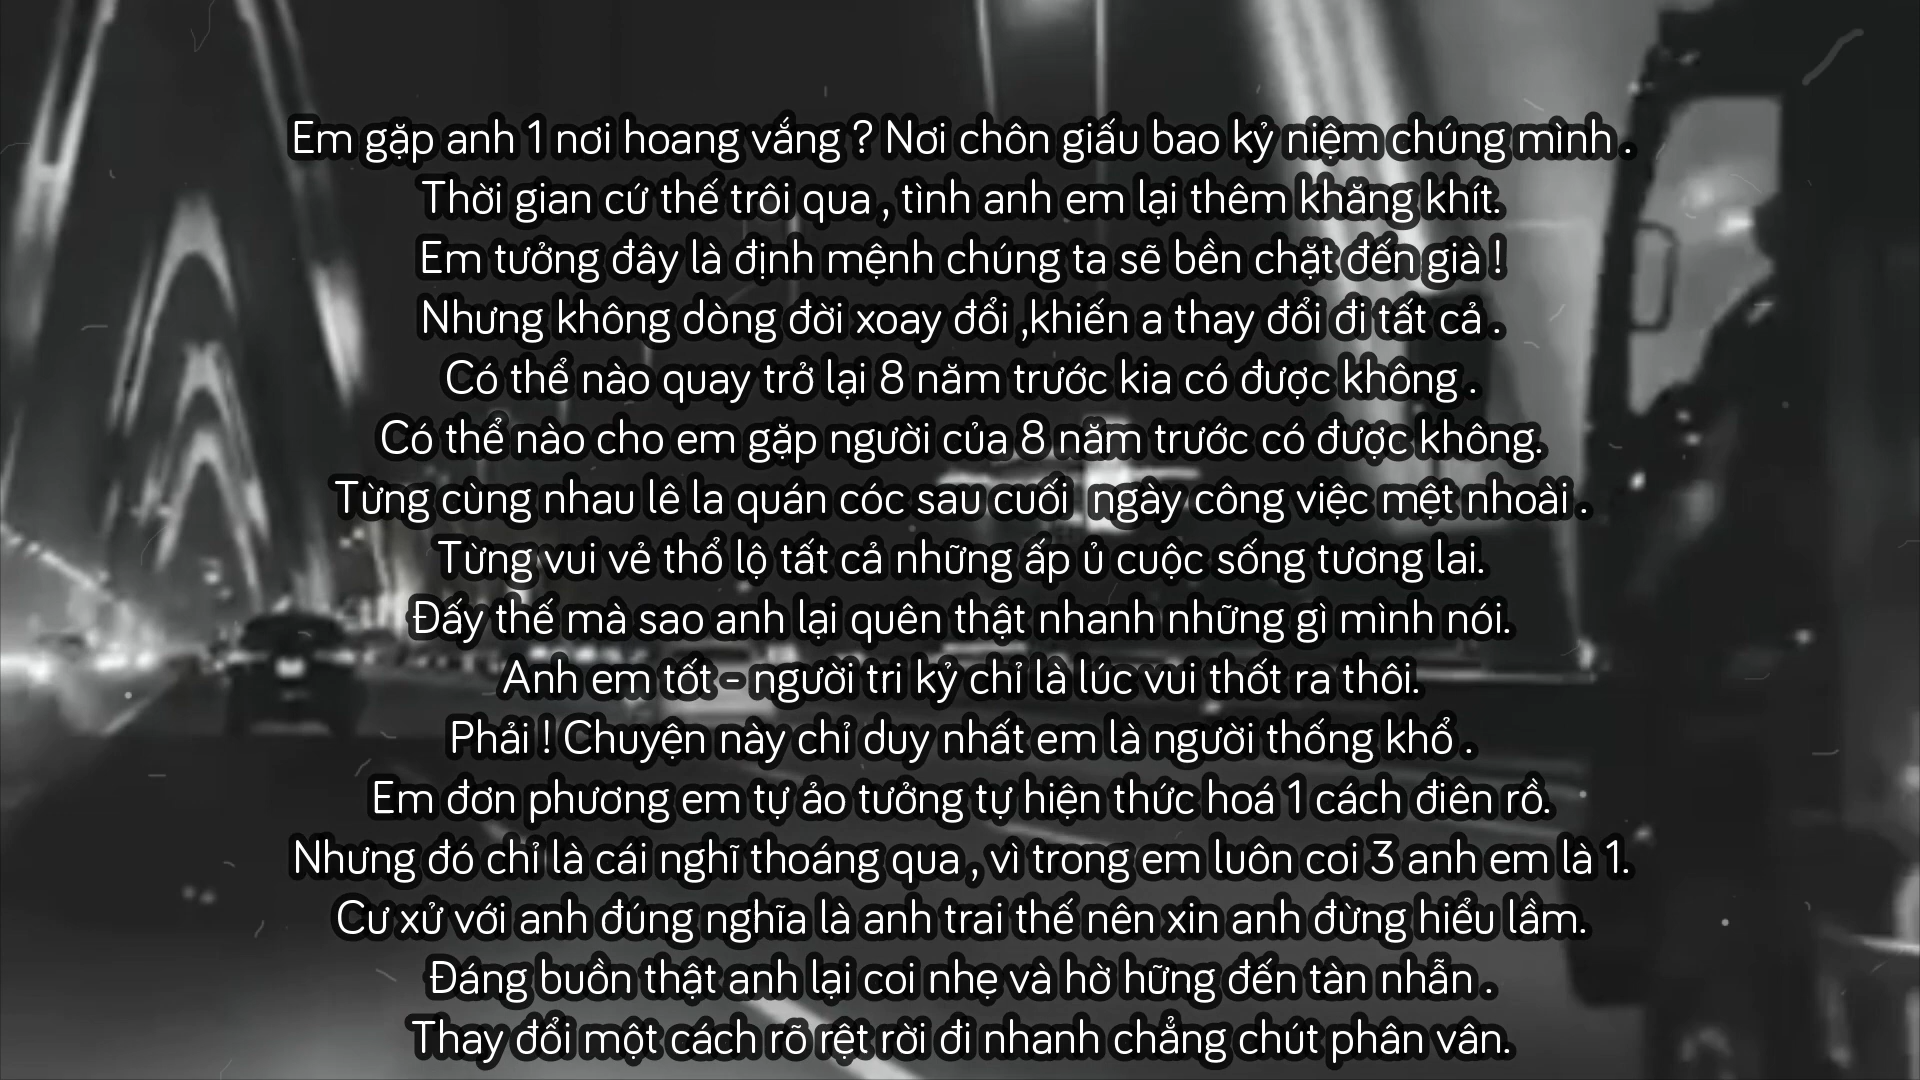 Em gặp anh 1 nơi hoang vắng ? Nơi chôn giấu bao kỷ niệm chúng mình .
Thời gian cứ thế trôi qua , tình anh em lại thêm khăng khít.
Em tưởng đây là định mệnh chúng ta sẽ bền chặt đến già !
Nhưng không dòng đời xoay đổi ,khiến a thay đổi đi tất cả .
Có thể nào quay trở lại 8 năm trước kia có được không .
Có thể nào cho em gặp người của 8 năm trước có được không.
Từng cùng nhau lê la quán cóc sau cuối  ngày công việc mệt nhoài .
Từng vui vẻ thổ lộ tất cả những ấp ủ cuộc sống tương lai.
Đấy thế mà sao anh lại quên thật nhanh những gì mình nói.
Anh em tốt - người tri kỷ chỉ là lúc vui thốt ra thôi.
Phải ! Chuyện này chỉ duy nhất em là người thống khổ .
Em đơn phương em tự ảo tưởng tự hiện thức hoá 1 cách điên rồ.
Nhưng đó chỉ là cái nghĩ thoáng qua , vì trong em luôn coi 3 anh em là 1.
Cư xử với anh đúng nghĩa là anh trai thế nên xin anh đừng hiểu lầm.
Đáng buồn thật anh lại coi nhẹ và hờ hững đến tàn nhẫn .
Thay đổi một cách rõ rệt rời đi nhanh chẳng chút phân vân.